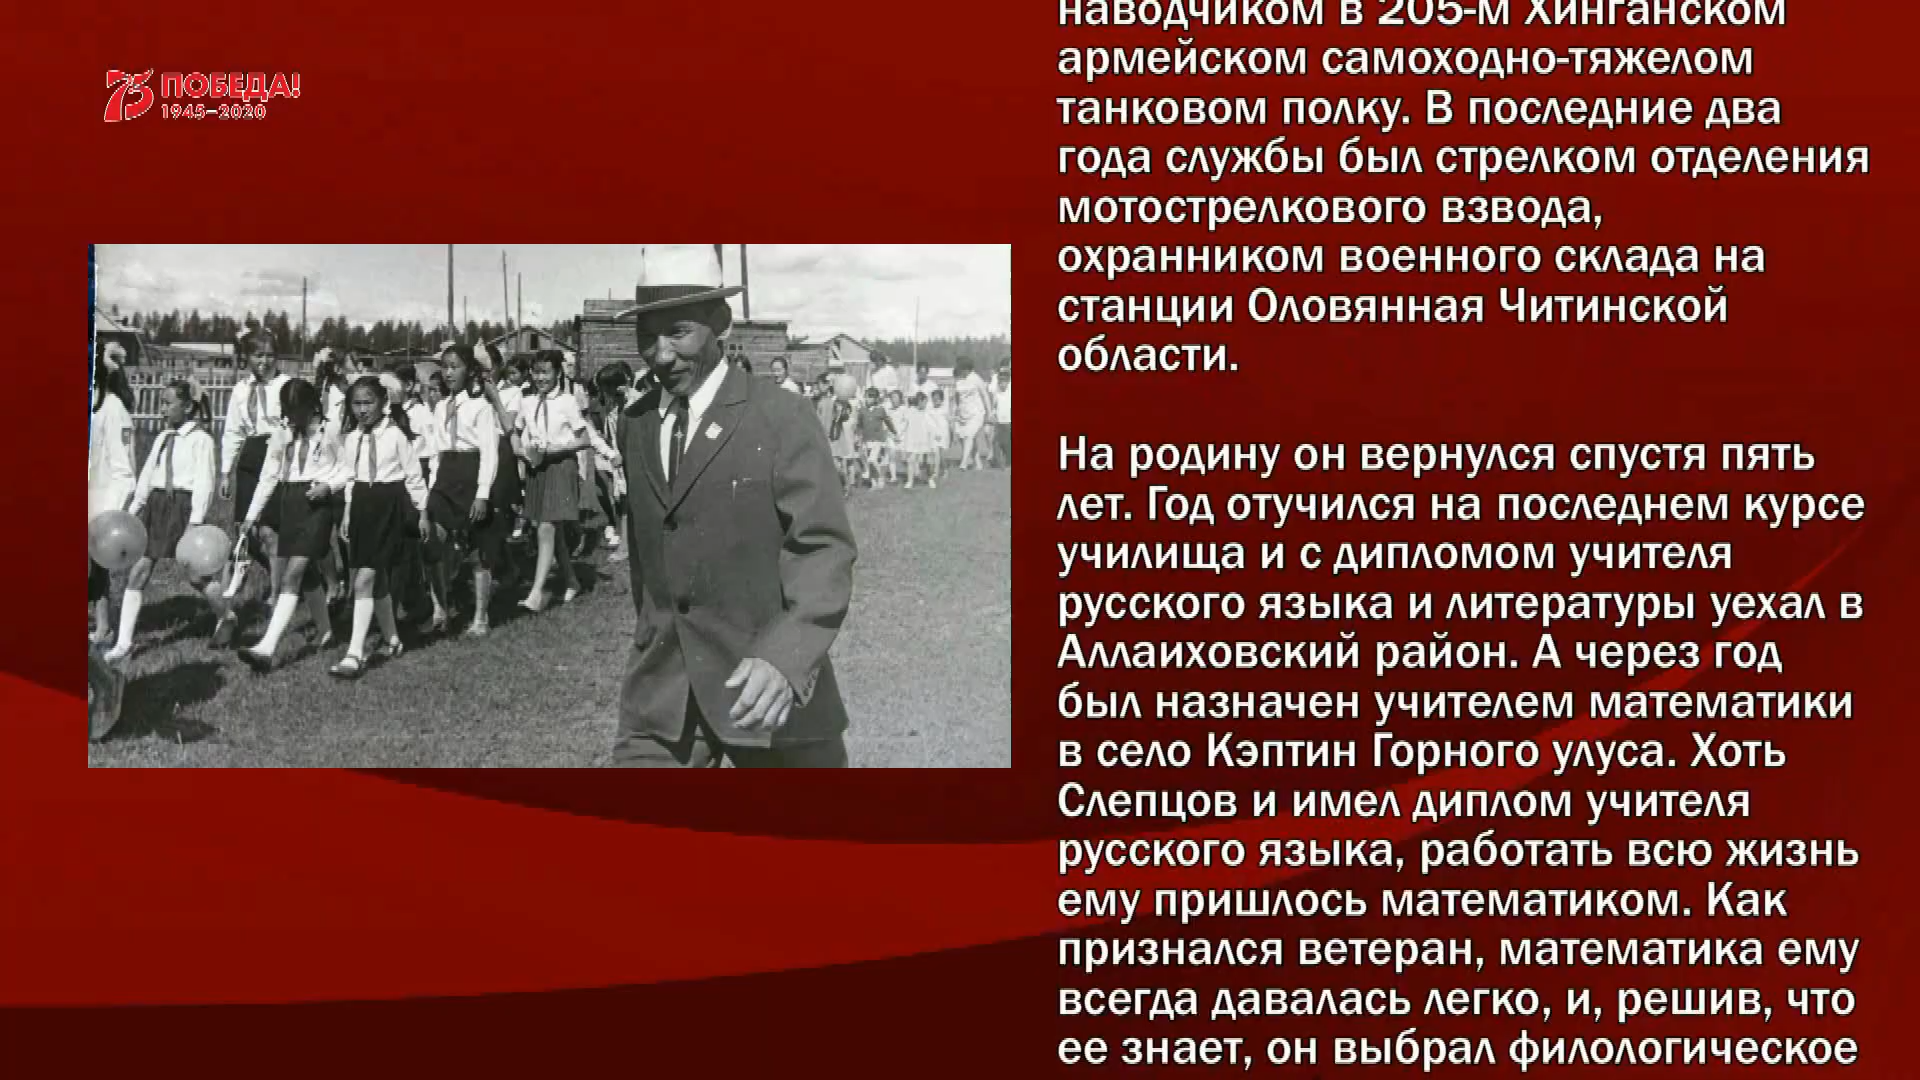 75 ПОБЕДА!
1945–2020
наводчиком в 205-м Хинганском
армейском самоходно-тяжелом
танковом полку. В последние два
года службы был стрелком отделения
мотострелкового взвода,
охранником военного склада на
станции Оловянная Читинской
области.
На родину он вернулся спустя пять
лет. Год отучился на последнем курсе
училища и с дипломом учителя
русского языка и литературы уехал в
Аллаиховский район. А через год
был назначен учителем математики
в село Кэптин Горного улуса. Хоть
Слепцов и имел диплом учителя
русского языка, работать всю жизнь
ему пришлось математиком. Как
признался ветеран, математика ему
всегда давалась легко, и, решив, что
ее знает, он выбрал филологическое